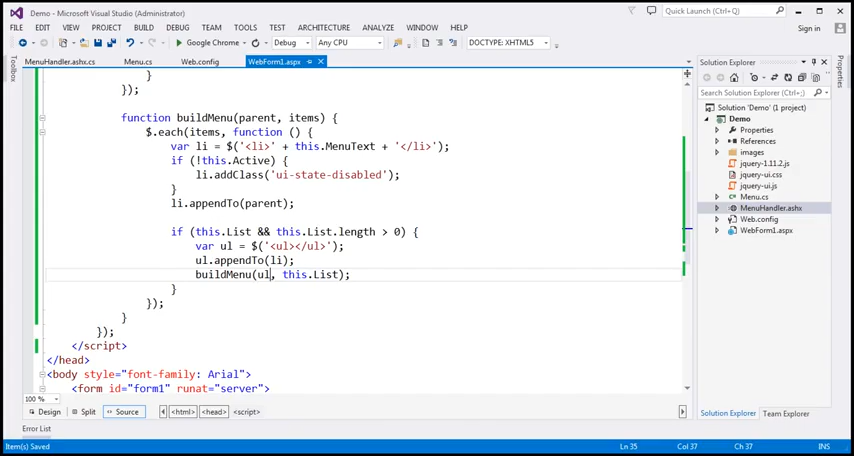 Demo - Microsoft Visual Studio (Administrator)
Quick Launch (Ctrl+Q)
FILE EDIT VIEW PROJECT BUILD DEBUG TEAM TOOLS TEST ARCHITECTURE ANALYZE WINDOW HELP
Sign in
Google Chrome Debug Any CPU DOCTYPE: XHTML5
Toolbox
MenuHandler.ashx.cs Menu.cs Web.config WebForm1.aspx
}
});
function buildMenu(parent, items) {
$.each(items, function () {
var li = $('<li>' + this.MenuText + '</li>');
if (!this.Active) {
li.addClass('ui-state-disabled');
}
li.appendTo(parent);
if (this.List && this.List.length > 0) {
var ul = $('<ul></ul>');
ul.appendTo(li);
buildMenu(ul, this.List);
}
});
}
});
</script>
</head>
<body style="font-family: Arial">
<form id="form1" runat="server">
100 %
Design Split Source <html> <head> <script>
Error List
Solution Explorer
Search Solution Explorer (Ctrl+;)
Solution 'Demo' (1 project)
Demo
Properties
References
images
jquery-1.11.2.js
jquery-ui.css
jquery-ui.js
Menu.cs
MenuHandler.ashx
Web.config
WebForm1.aspx
Solution Explorer Team Explorer
Properties
Item(s) Saved Ln 35 Col 37 Ch 37 INS